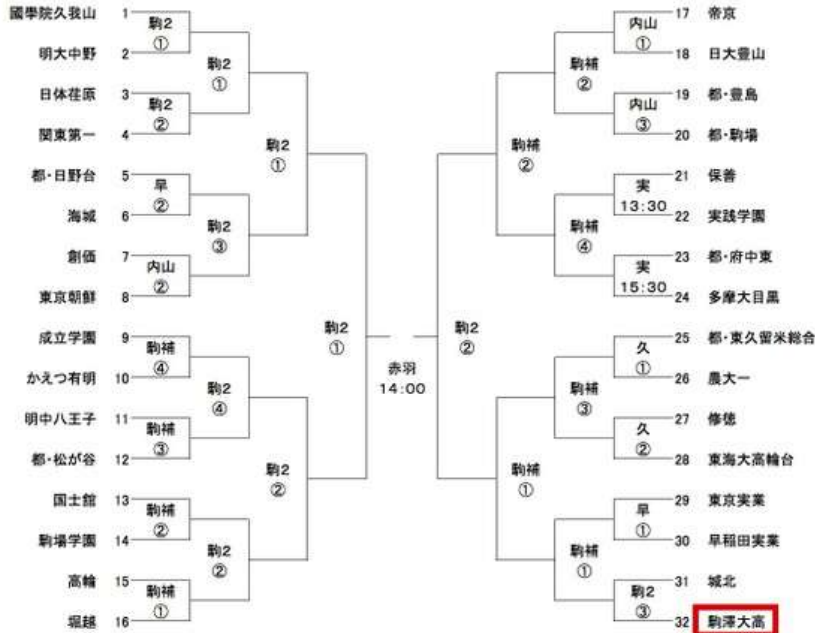 國學院久我山 1
駒2
①
明大中野 2
駒2
①
日体荏原 3
駒2
②
関東第一 4
駒2
①
都・日野台 5
早
②
海城 6
駒2
③
創価 7
内山
②
東京朝鮮 8
駒2
①
成立学園 9
駒補
④
かえつ有明 10
駒2
④
明中八王子 11
駒補
③
都・松が谷 12
駒2
②
国士館 13
駒補
②
駒場学園 14
駒2
②
高輪 15
駒補
①
堀越 16
赤羽
14:00
17 帝京
内山
①
18 日大豊山
駒補
②
19 都・豊島
内山
③
20 都・駒場
駒補
②
21 保善
実
13:30
22 実践学園
駒補
④
23 都・府中東
実
15:30
24 多摩大目黒
駒2
②
25 都・東久留米総合
久
①
26 農大一
駒補
③
27 修徳
久
②
28 東海大高輪台
駒補
①
29 東京実業
早
①
30 早稲田実業
駒補
①
31 城北
駒2
③
32 駒澤大高